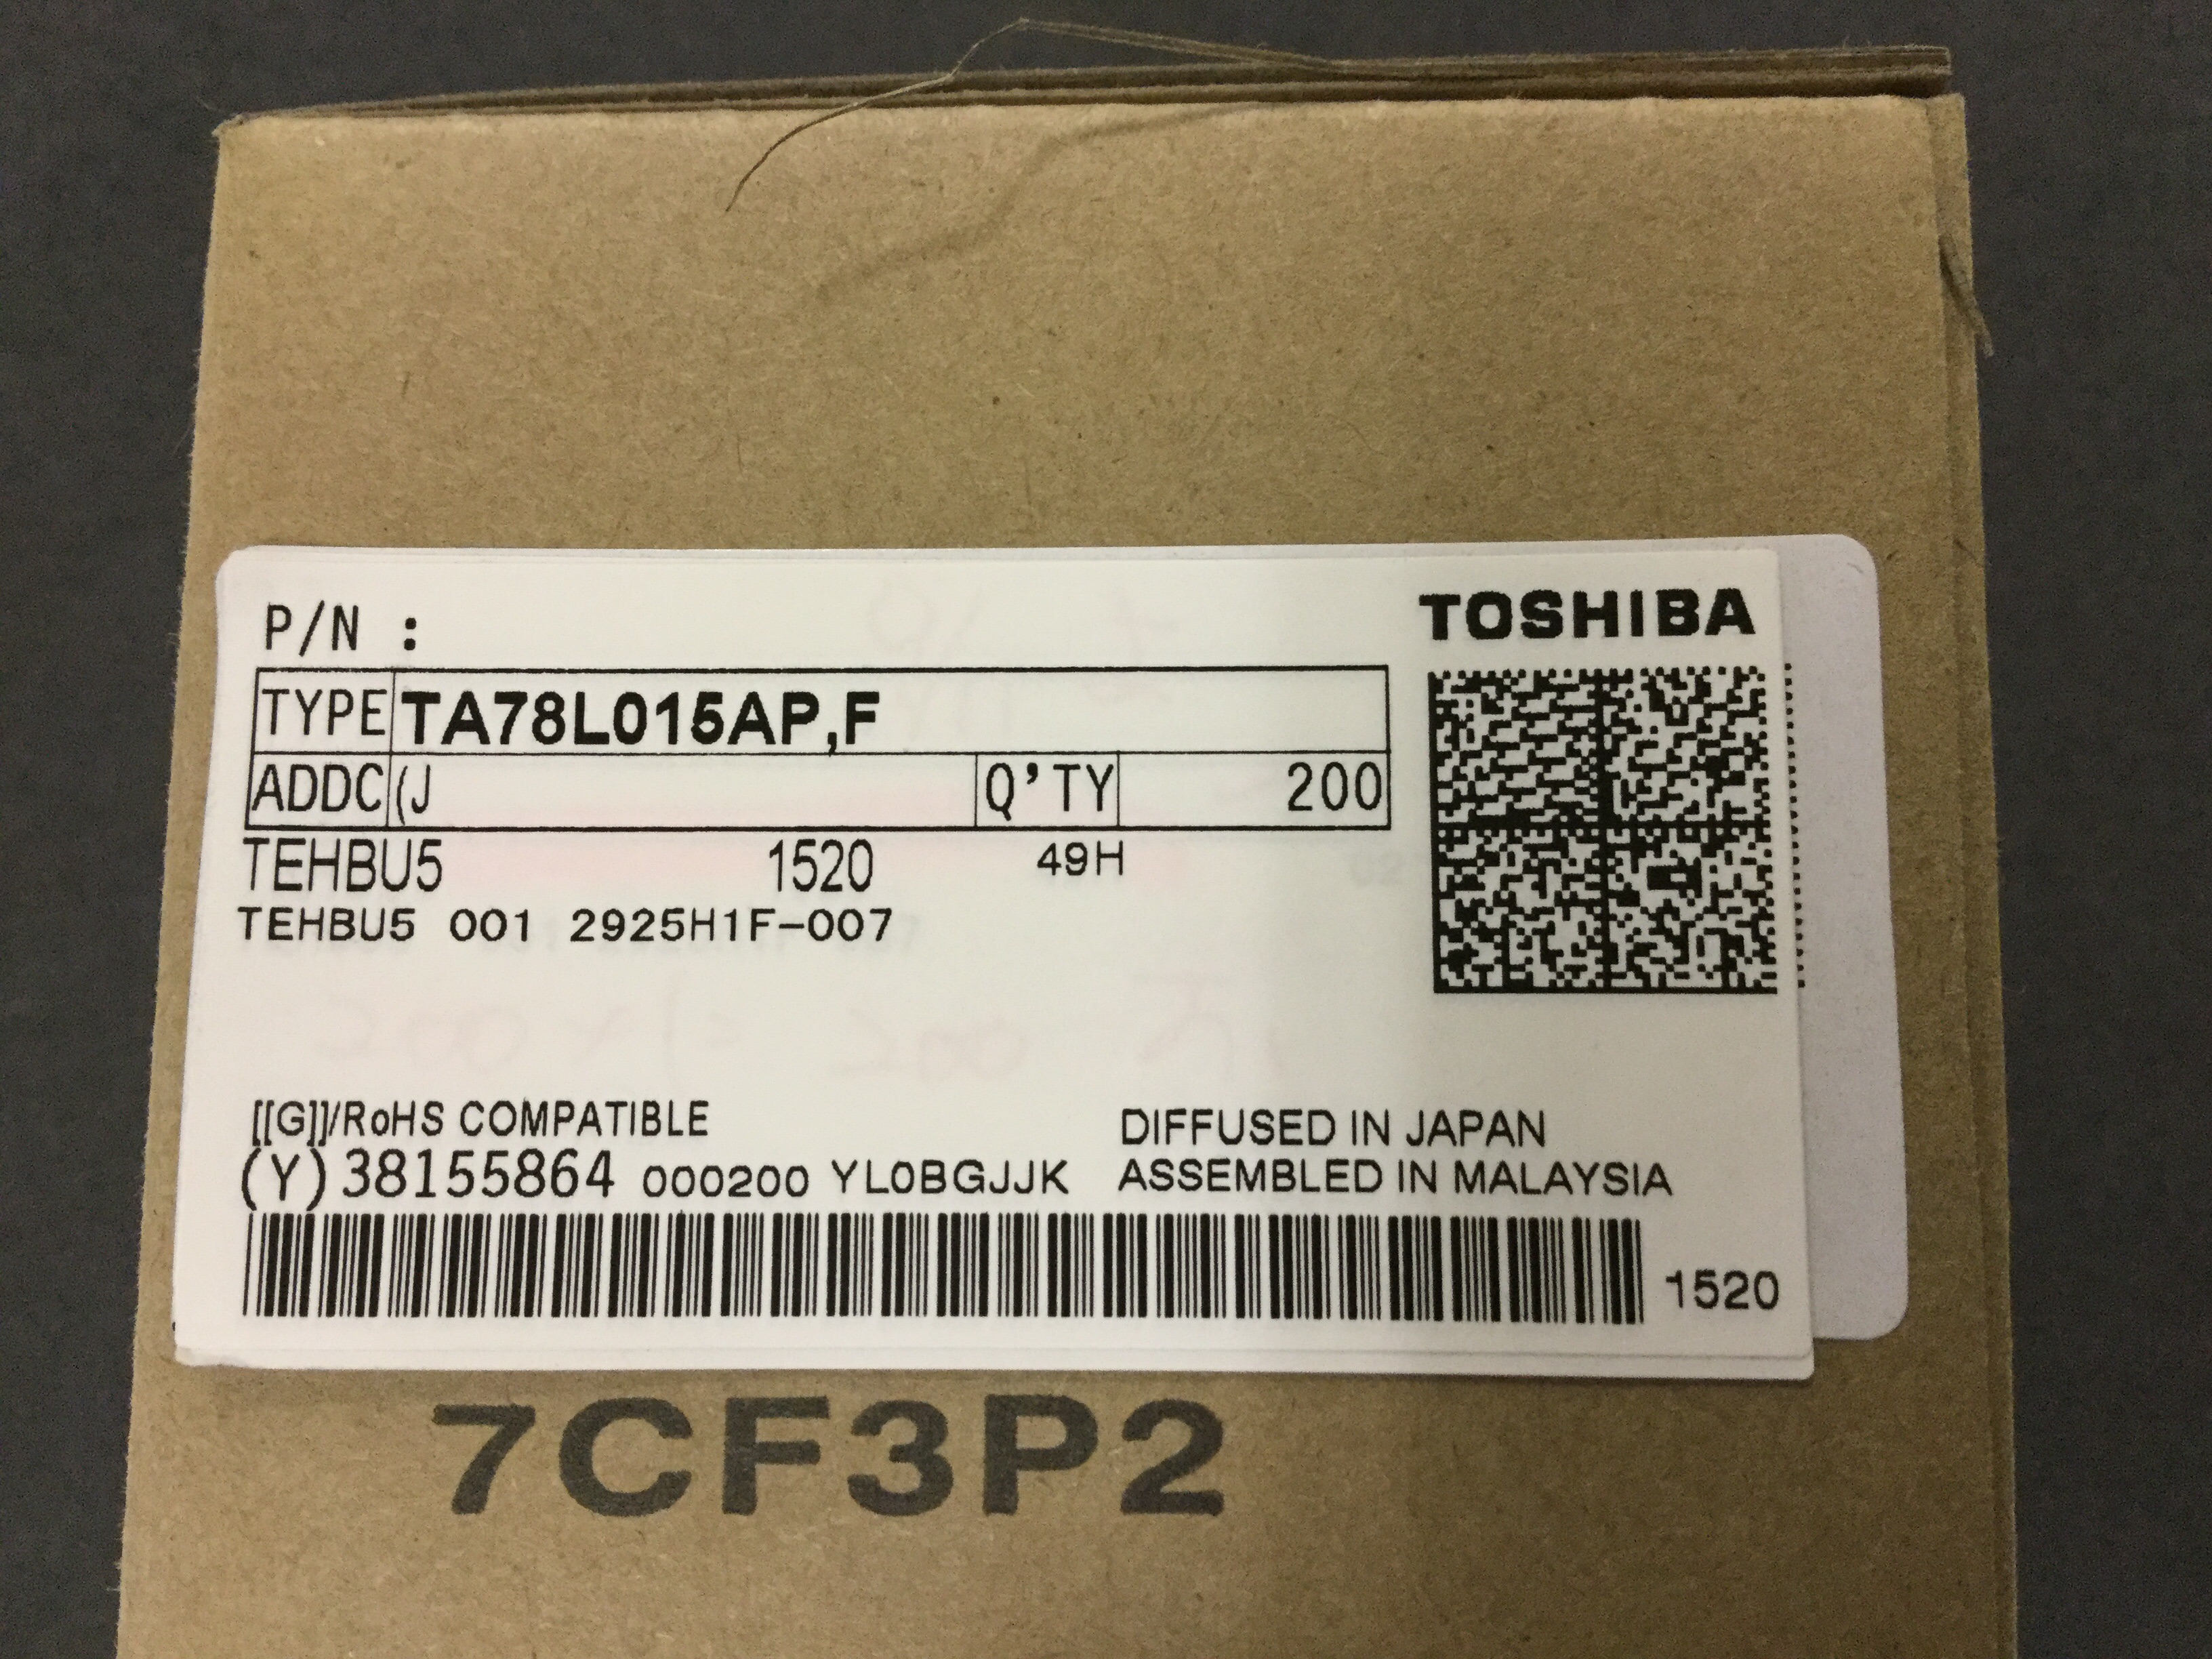 P/N :
TOSHIBA
TYPE TA78L015AP,F
ADDC (J Q'TY 200
TEHBU5 1520 49H
TEHBU5 001 2925H1F-007
[[G]]/RoHS COMPATIBLE
DIFFUSED IN JAPAN
(Y)38155864 000200 YL0BGJJK
ASSEMBLED IN MALAYSIA
1520
7CF3P2